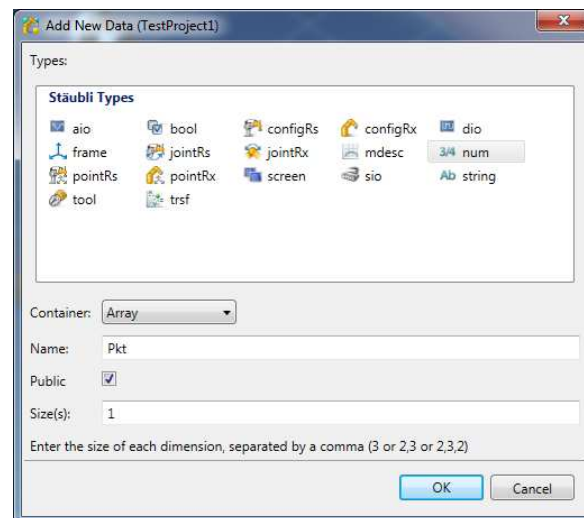 Add New Data (TestProject1)
Types:
Stäubli Types
aio bool configRs configRx dio
frame jointRs jointRx mdesc 3/4 num
pointRs pointRx screen sio Ab string
tool trsf
Container: Array
Name: Pkt
Public
Size(s): 1
Enter the size of each dimension, separated by a comma (3 or 2,3 or 2,3,2)
OK Cancel